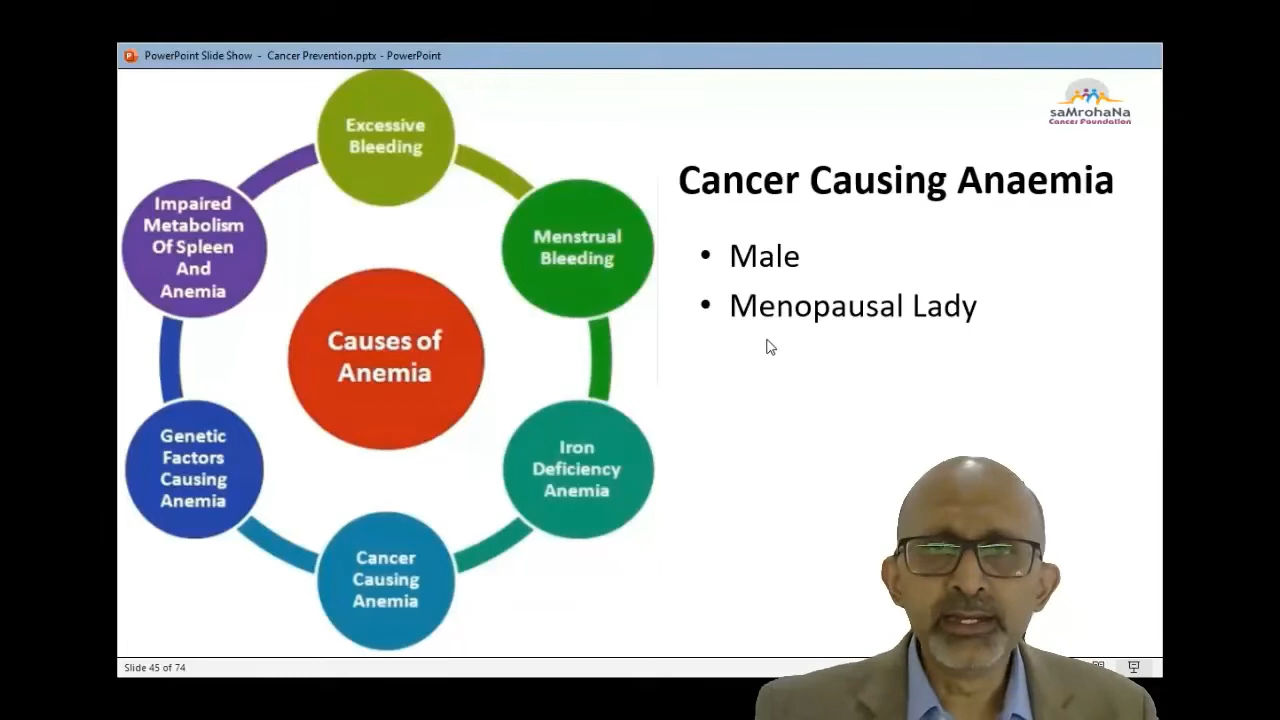 PowerPoint Slide Show - Cancer Prevention.pptx - PowerPoint
saMrohaNa
Cancer Foundation
Cancer Causing Anaemia
• Male
• Menopausal Lady
Causes of
Anemia
Excessive
Bleeding
Menstrual
Bleeding
Iron
Deficiency
Anemia
Cancer
Causing
Anemia
Genetic
Factors
Causing
Anemia
Impaired
Metabolism
Of Spleen
And
Anemia
Slide 45 of 74